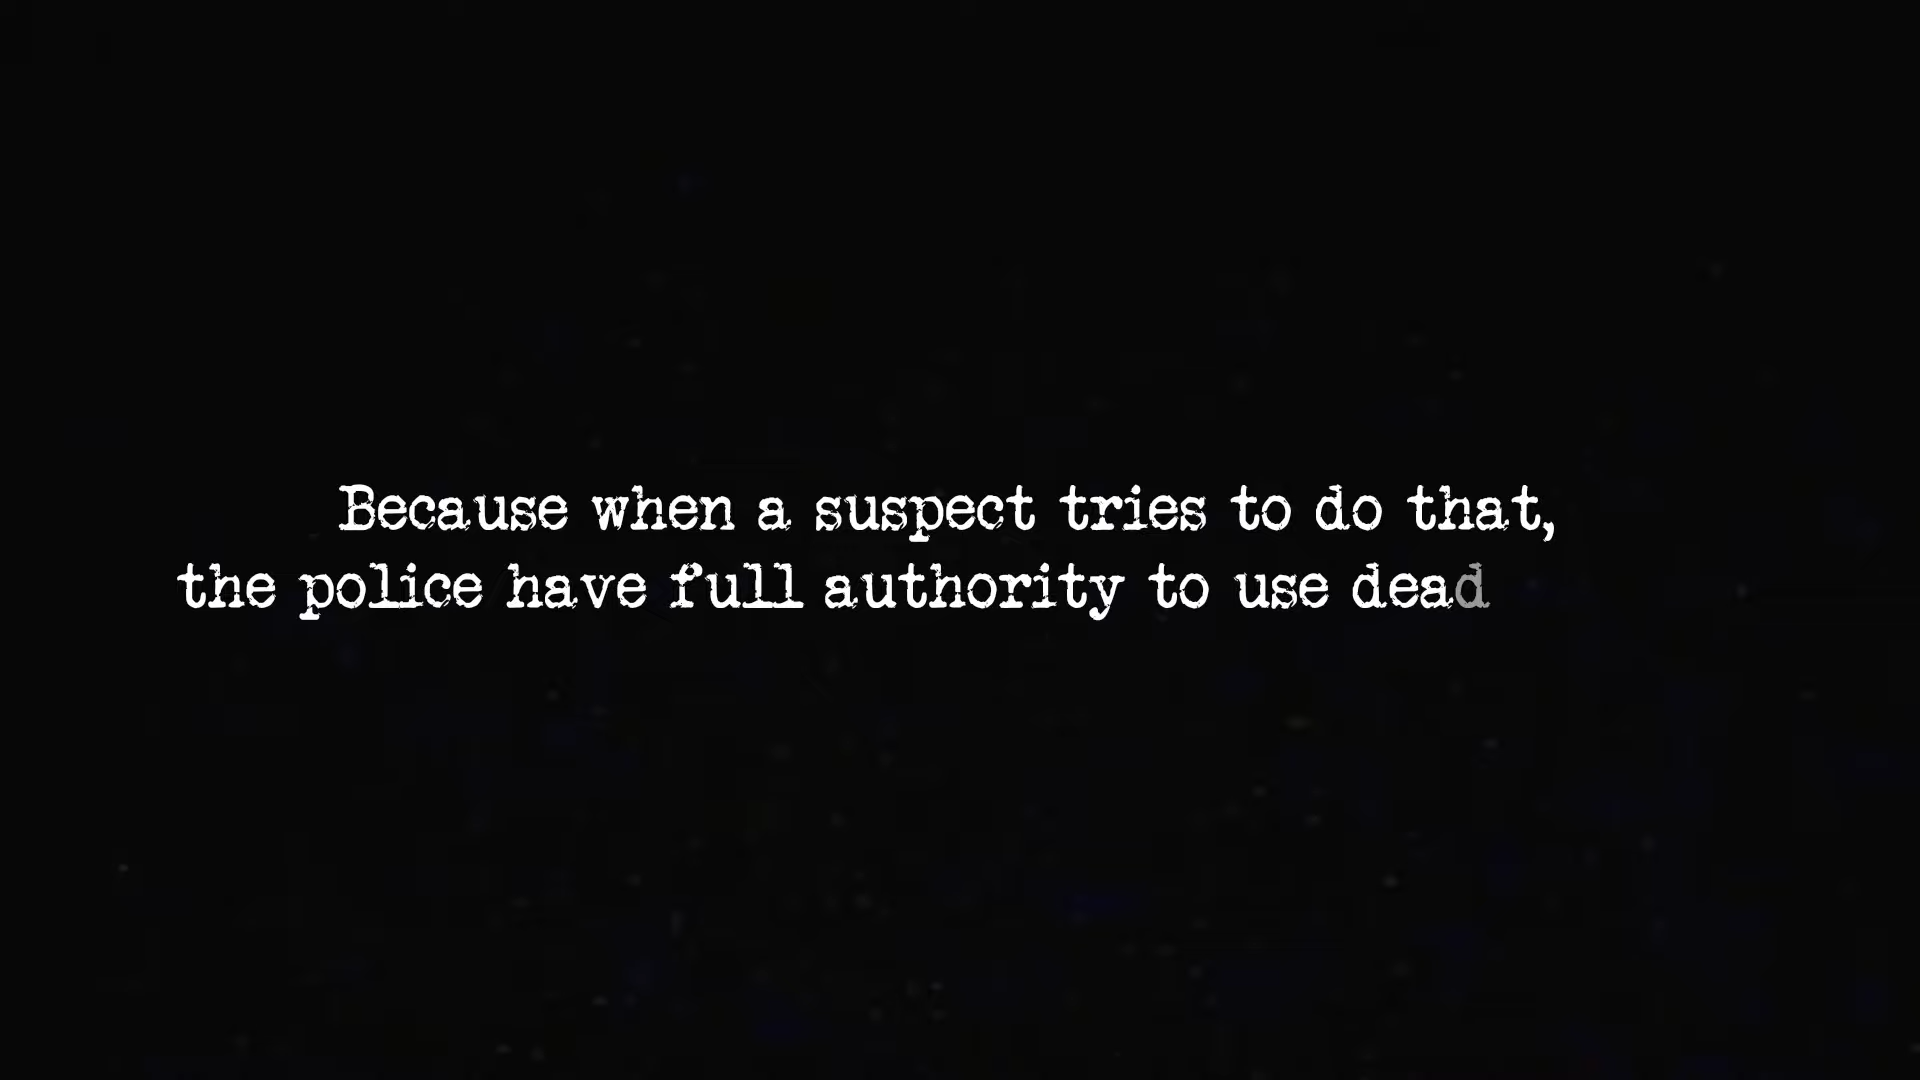 Because when a suspect tries to do that,
the police have full authority to use dead